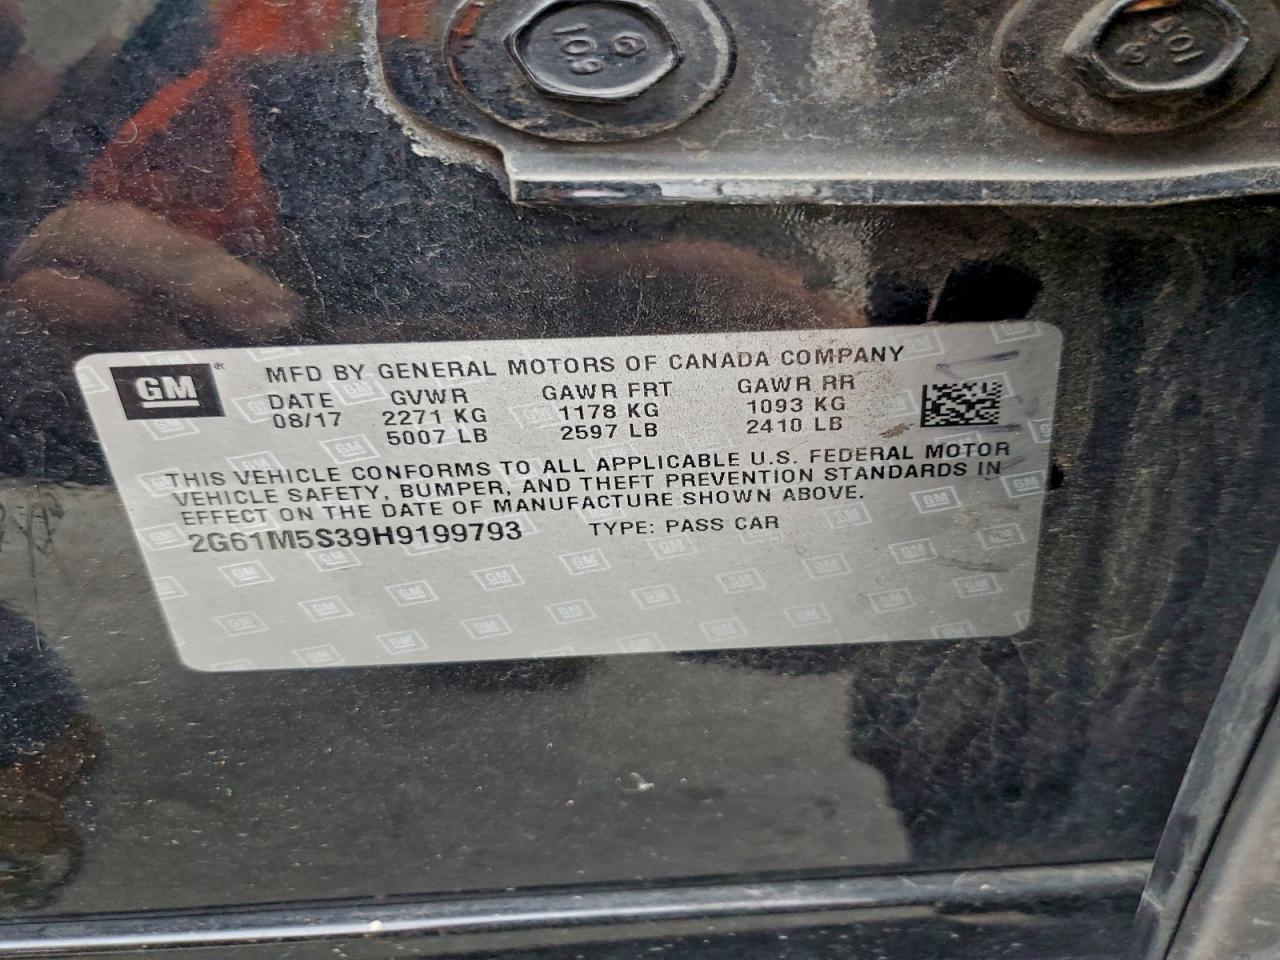 109
109
GM
MFD BY GENERAL MOTORS OF CANADA COMPANY
DATE GVWR GAWR FRT GAWR RR
08/17 2271 KG 1178 KG 1093 KG
5007 LB 2597 LB 2410 LB
THIS VEHICLE CONFORMS TO ALL APPLICABLE U.S. FEDERAL MOTOR
VEHICLE SAFETY, BUMPER, AND THEFT PREVENTION STANDARDS IN
EFFECT ON THE DATE OF MANUFACTURE SHOWN ABOVE.
2G61M5S39H9199793 TYPE: PASS CAR